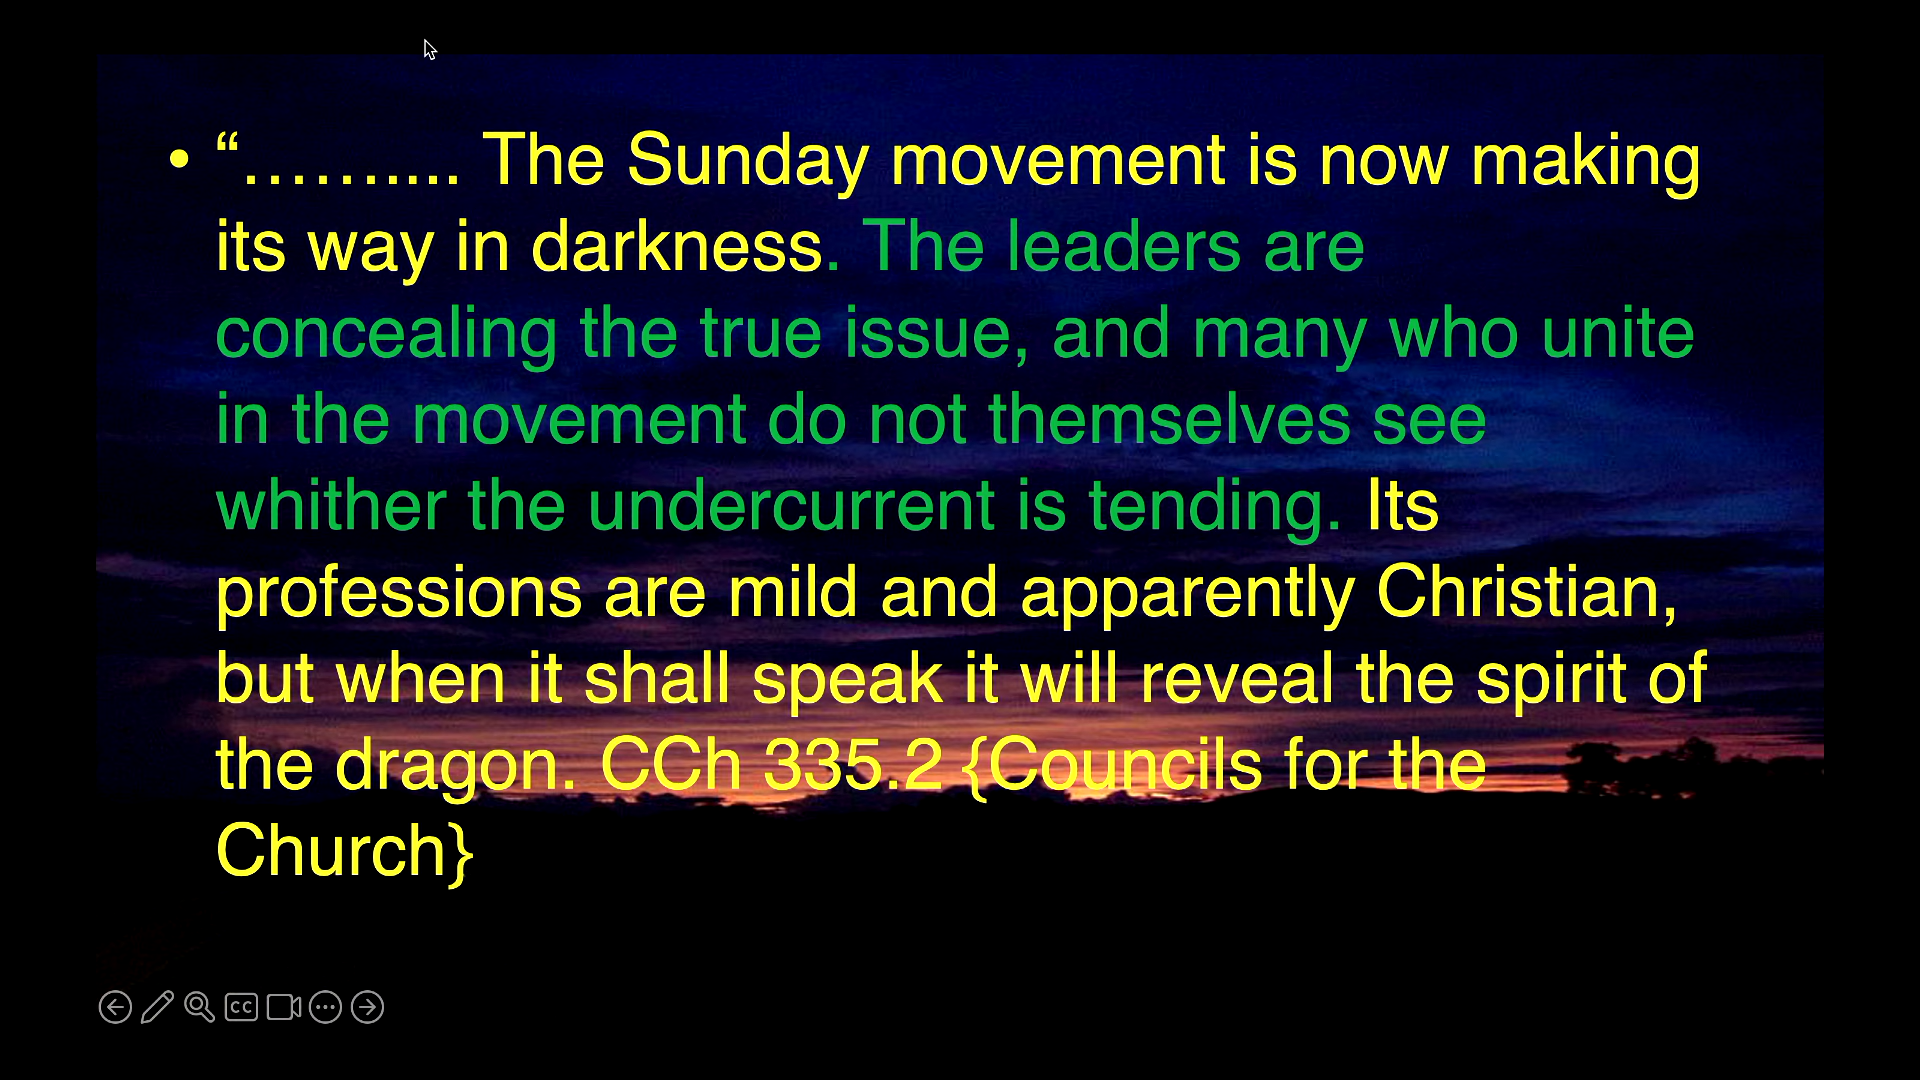 • “…….... The Sunday movement is now making
its way in darkness. The leaders are
concealing the true issue, and many who unite
in the movement do not themselves see
whither the undercurrent is tending. Its
professions are mild and apparently Christian,
but when it shall speak it will reveal the spirit of
the dragon. CCh 335.2 {Councils for the
Church}
CC